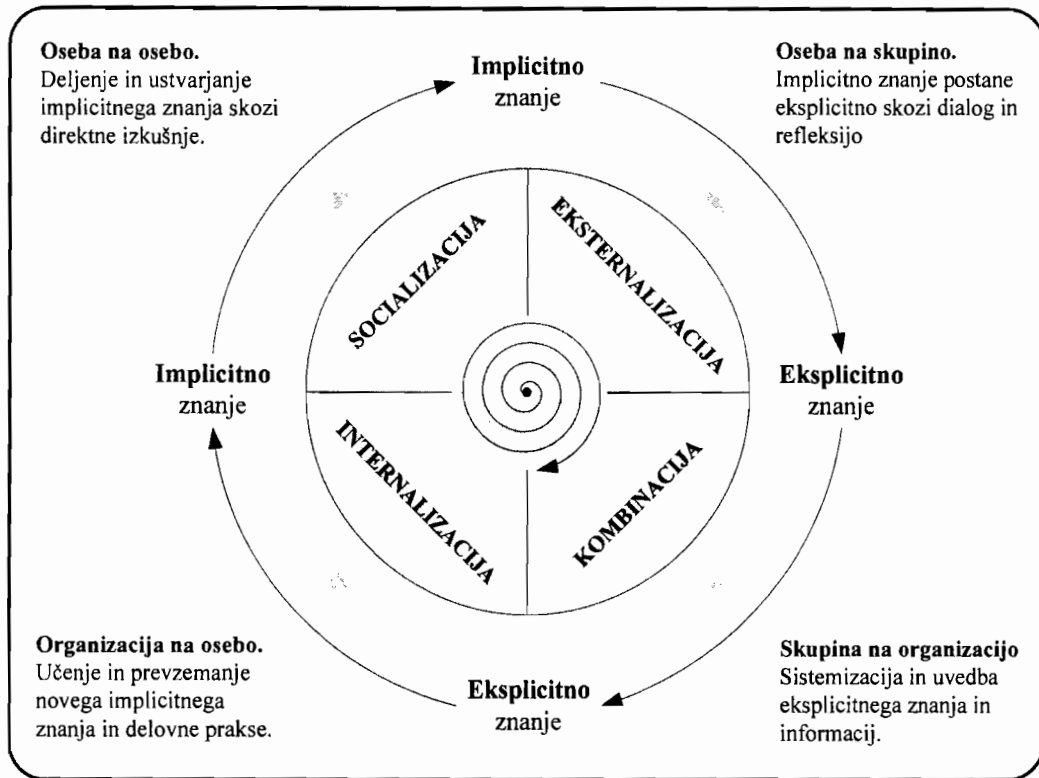 Oseba na osebo.
Deljenje in ustvarjanje
implicitnega znanja skozi
direktne izkušnje.
Implicitno
znanje
Oseba na skupino.
Implicitno znanje postane
eksplicitno skozi dialog in
refleksijo
SOCIALIZACIJA
EKSTERNALIZACIJA
Implicitno
znanje
Eksplicitno
znanje
INTERNALIZACIJA
KOMBINACIJA
Organizacija na osebo.
Učenje in prevzemanje
novega implicitnega
znanja in delovne prakse.
Eksplicitno
znanje
Skupina na organizacijo
Sistemizacija in uvedba
eksplicitnega znanja in
informacij.